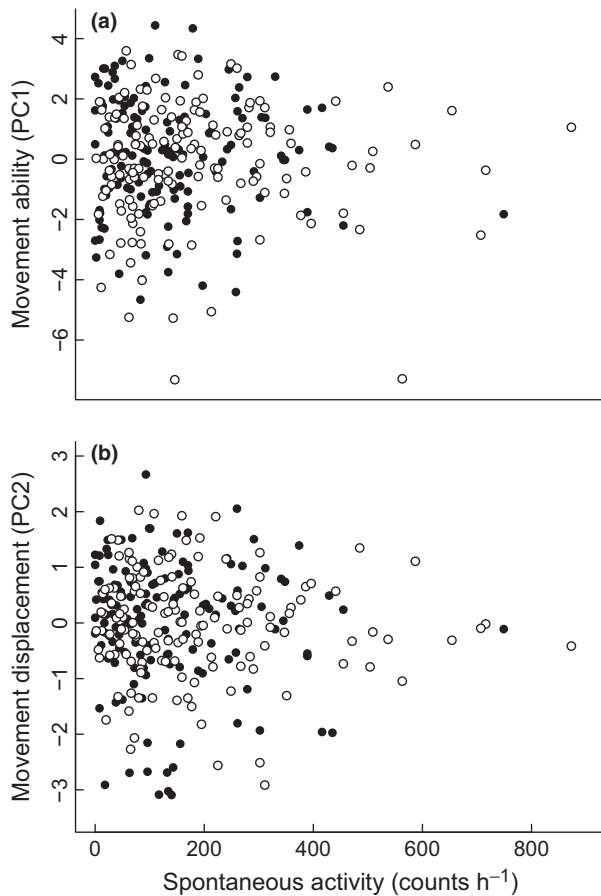 (a)
Movement ability (PC1)
4
2
0
−2
−4
−6
(b)
Movement displacement (PC2)
3
2
1
0
−1
−2
−3
0 200 400 600 800
Spontaneous activity (counts h⁻¹)